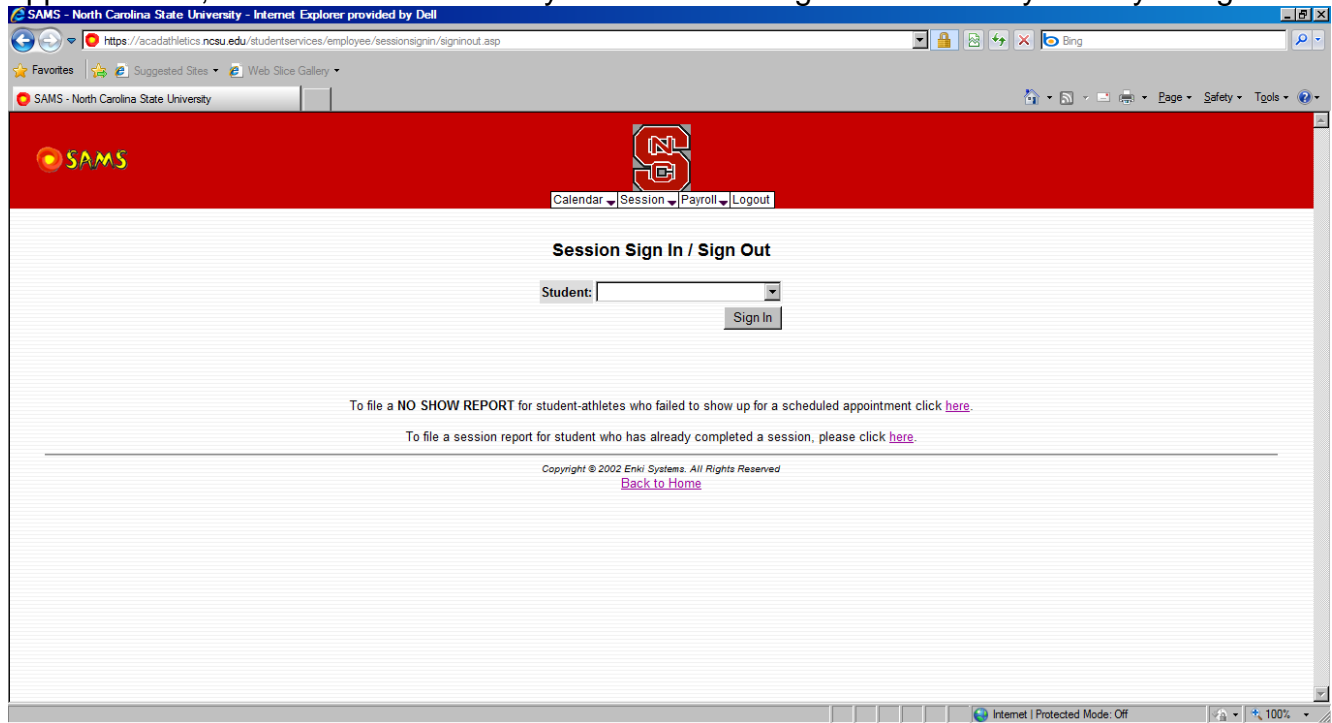 SAMS - North Carolina State University - Internet Explorer provided by Dell
https://acadathletics.ncsu.edu/studentservices/employee/sessionsignin/signinout.asp
Bing
Favorites Suggested Sites Web Slice Gallery
SAMS - North Carolina State University
Page Safety Tools
SAMS
NCS
Calendar Session Payroll Logout
Session Sign In / Sign Out
Student:
Sign In
To file a NO SHOW REPORT for student-athletes who failed to show up for a scheduled appointment click here.
To file a session report for student who has already completed a session, please click here.
Copyright © 2002 Enki Systems. All Rights Reserved
Back to Home
Internet | Protected Mode: Off 100%